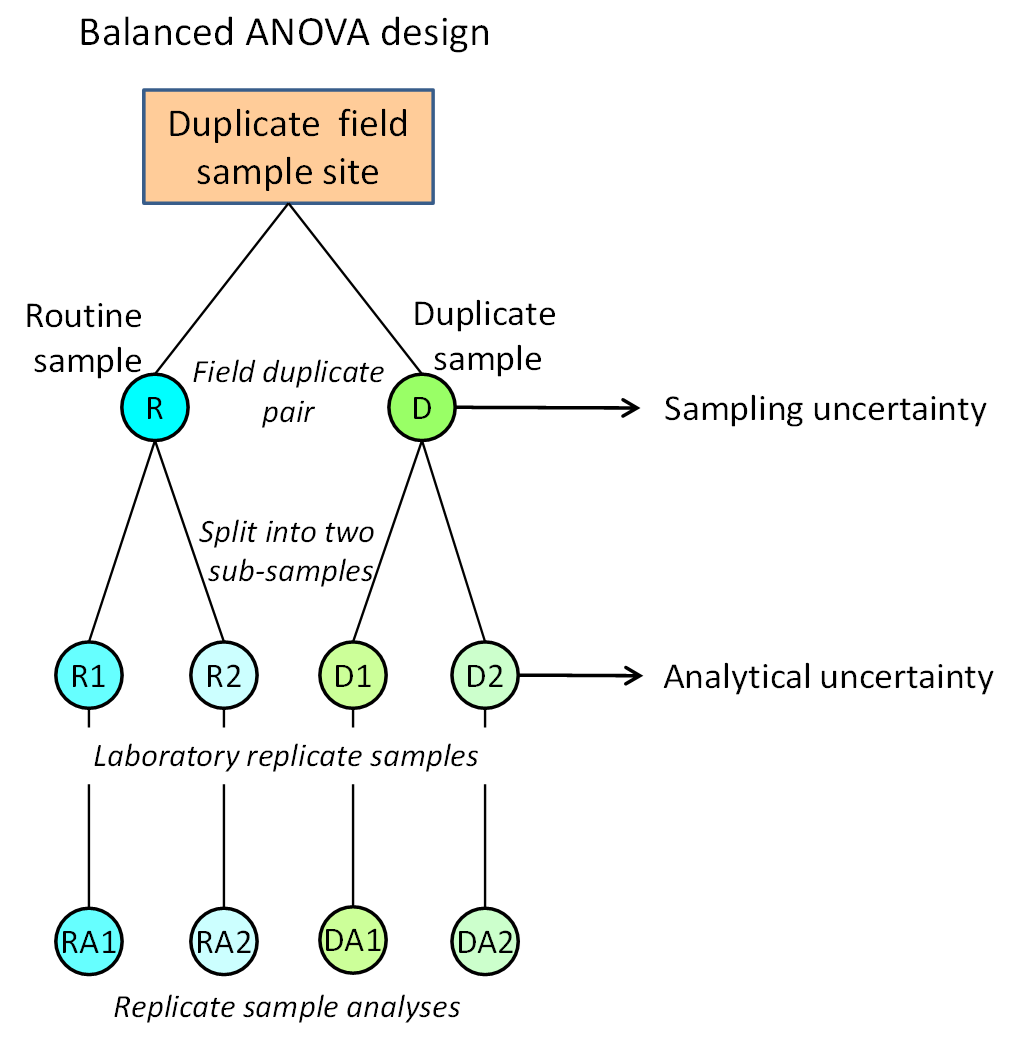 Balanced ANOVA design
Duplicate field
sample site
Routine
sample
Duplicate
sample
Field duplicate
pair
R
D
Sampling uncertainty
Split into two
sub-samples
R1
R2
D1
D2
Analytical uncertainty
Laboratory replicate samples
RA1
RA2
DA1
DA2
Replicate sample analyses